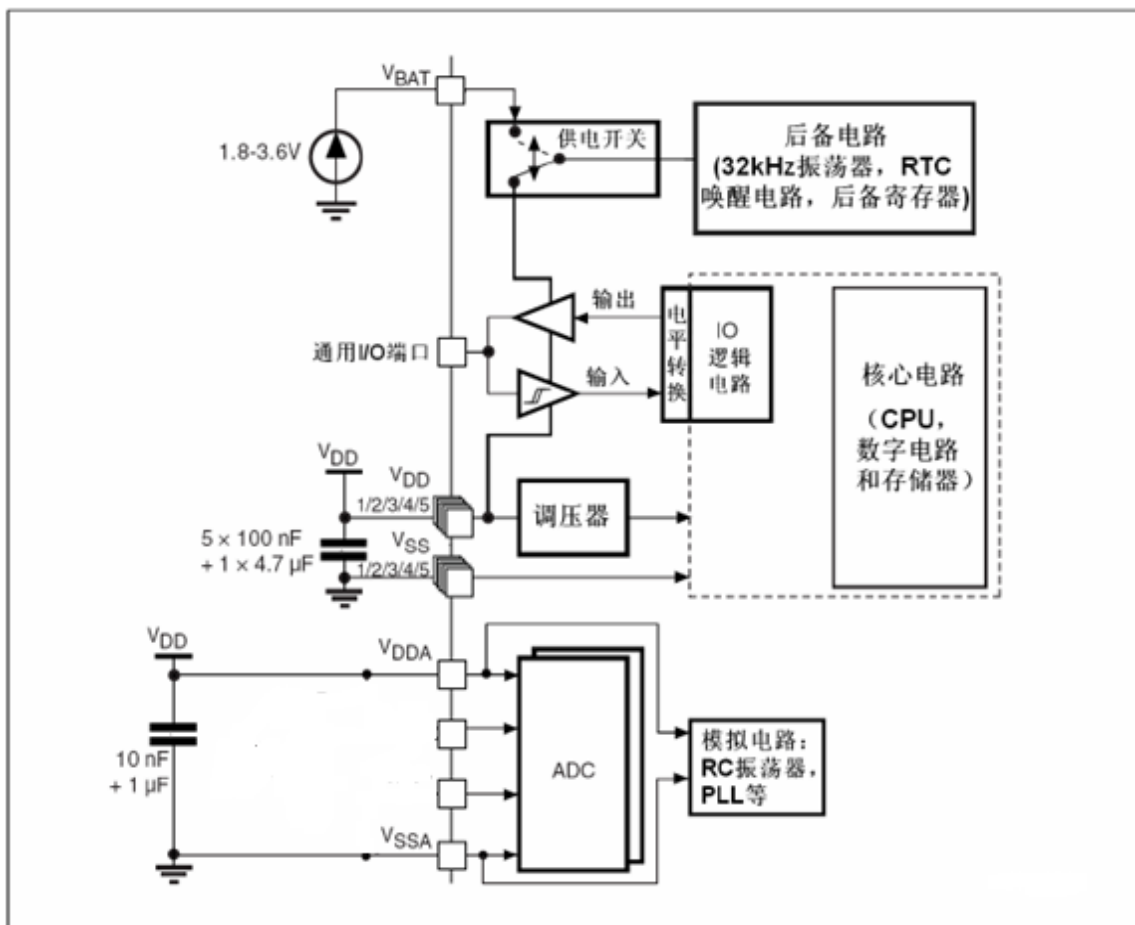 VBAT
1.8-3.6V
供电开关
后备电路
(32kHz振荡器，RTC
唤醒电路，后备寄存器)
通用I/O端口
输出
输入
电平转换
IO
逻辑
电路
核心电路
（CPU，
数字电路
和存储器）
VDD
VDD
1/2/3/4/5
调压器
5 × 100 nF
+ 1 × 4.7 µF
VSS
1/2/3/4/5
VDD
VDDA
10 nF
+ 1 µF
ADC
VSSA
模拟电路：
RC振荡器，
PLL等